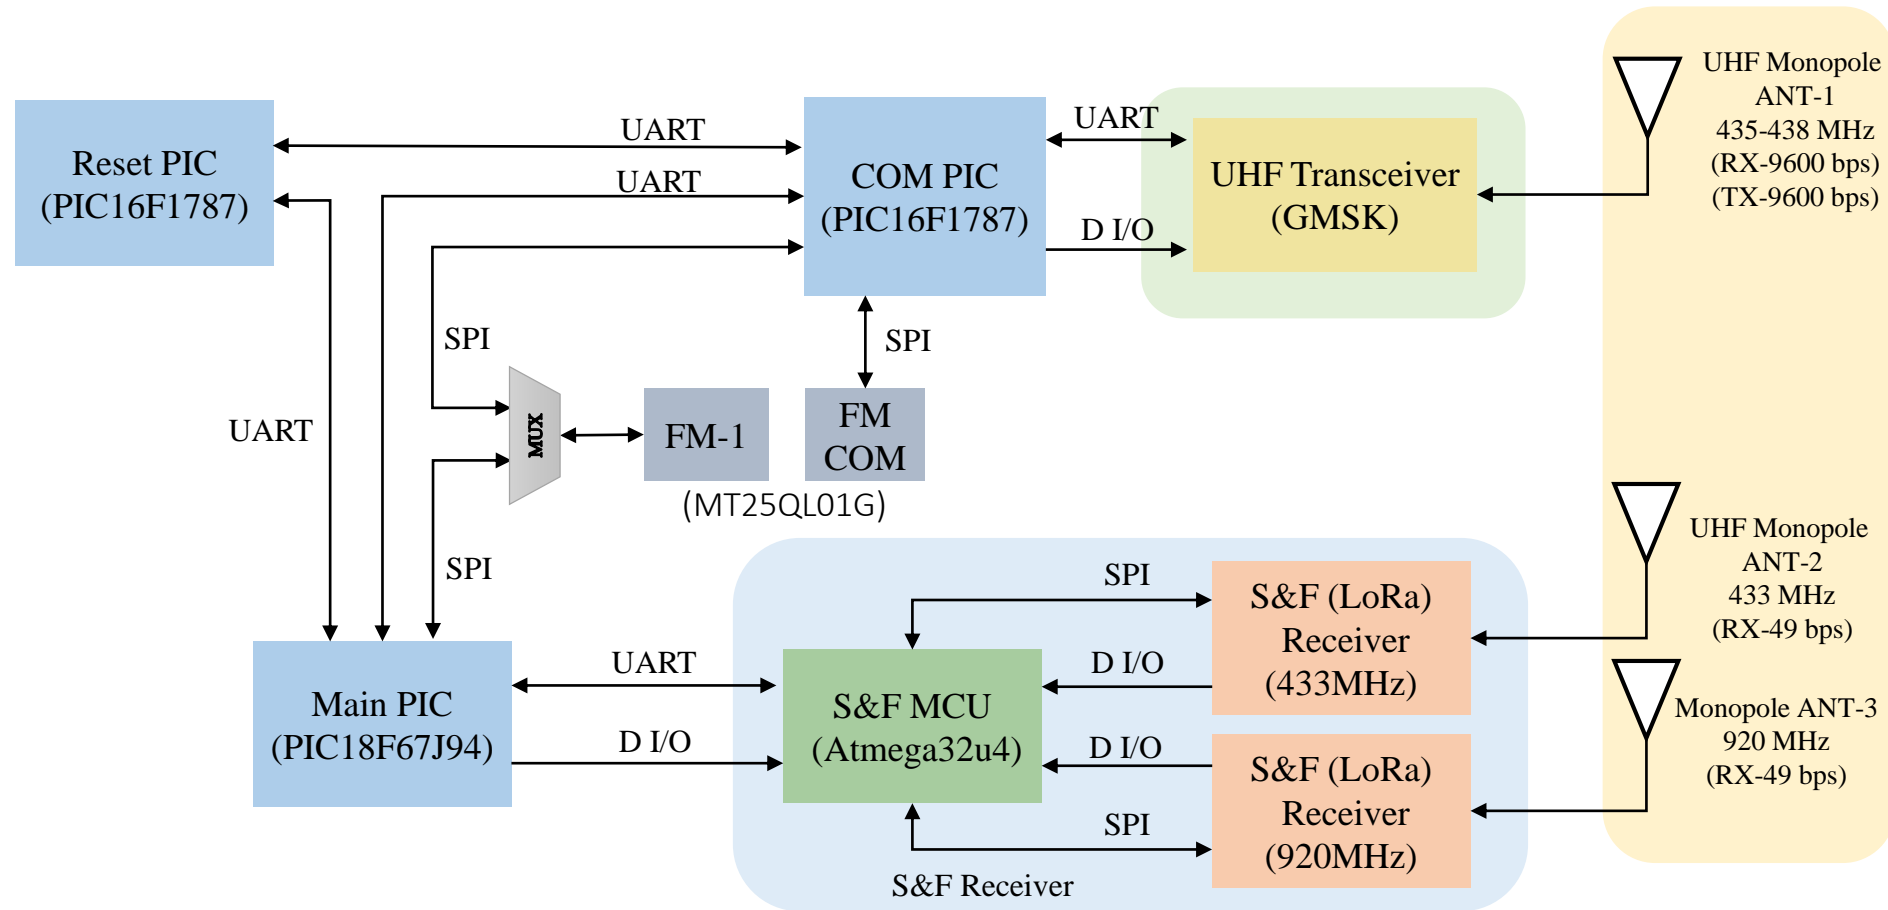 Reset PIC
(PIC16F1787)
UART
UART
COM PIC
(PIC16F1787)
UART
D I/O
UHF Transceiver
(GMSK)
UHF Monopole
ANT-1
435-438 MHz
(RX-9600 bps)
(TX-9600 bps)
SPI
SPI
UART
MUX
FM-1
FM
COM
(MT25QL01G)
SPI
Main PIC
(PIC18F67J94)
UART
D I/O
S&F MCU
(Atmega32u4)
SPI
D I/O
D I/O
SPI
S&F (LoRa)
Receiver
(433MHz)
S&F (LoRa)
Receiver
(920MHz)
S&F Receiver
UHF Monopole
ANT-2
433 MHz
(RX-49 bps)
Monopole ANT-3
920 MHz
(RX-49 bps)